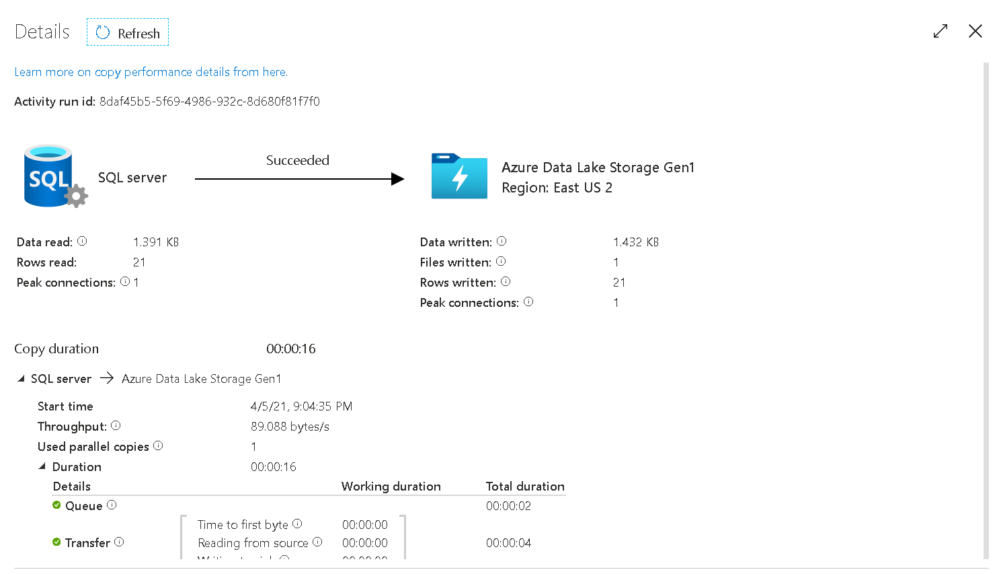 Details Refresh
Learn more on copy performance details from here.
Activity run id: 8daf45b5-5f69-4986-932c-8d680f81f7f0
Succeeded
SQL
SQL server
Azure Data Lake Storage Gen1
Region: East US 2
Data read: 1.391 KB
Rows read: 21
Peak connections: 1
Data written: 1.432 KB
Files written: 1
Rows written: 21
Peak connections: 1
Copy duration 00:00:16
SQL server → Azure Data Lake Storage Gen1
Start time 4/5/21, 9:04:35 PM
Throughput: 89.088 bytes/s
Used parallel copies 1
Duration 00:00:16
Details Working duration Total duration
Queue 00:00:02
Time to first byte 00:00:00
Transfer Reading from source 00:00:00 00:00:04